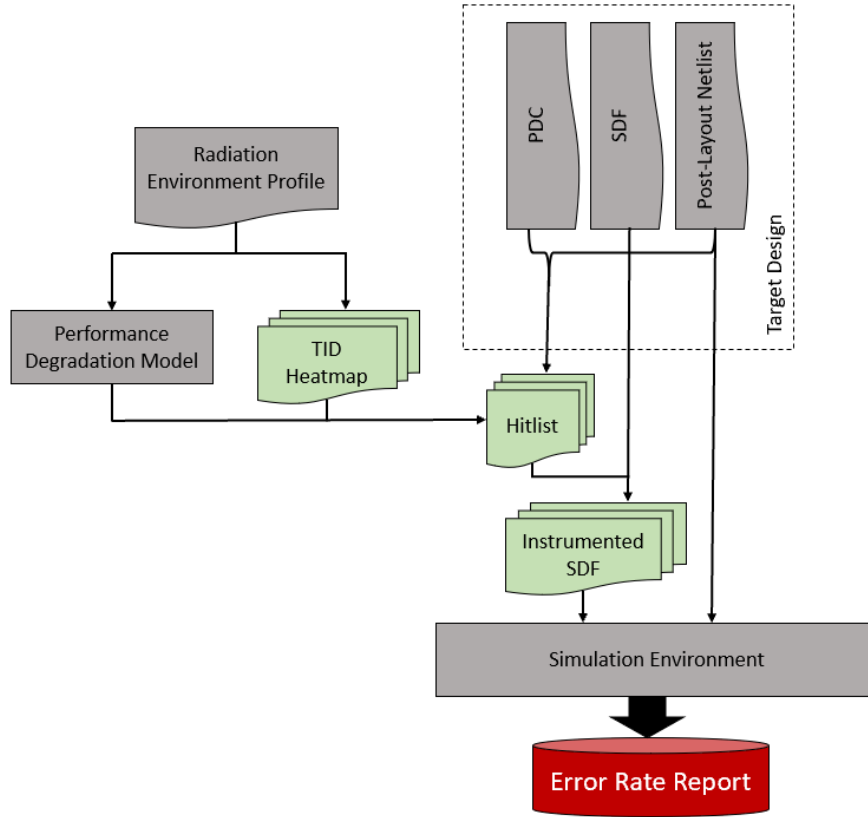 PDC
SDF
Post-Layout Netlist
Target Design
Radiation
Environment Profile
Performance
Degradation Model
TID
Heatmap
Hitlist
Instrumented
SDF
Simulation Environment
Error Rate Report